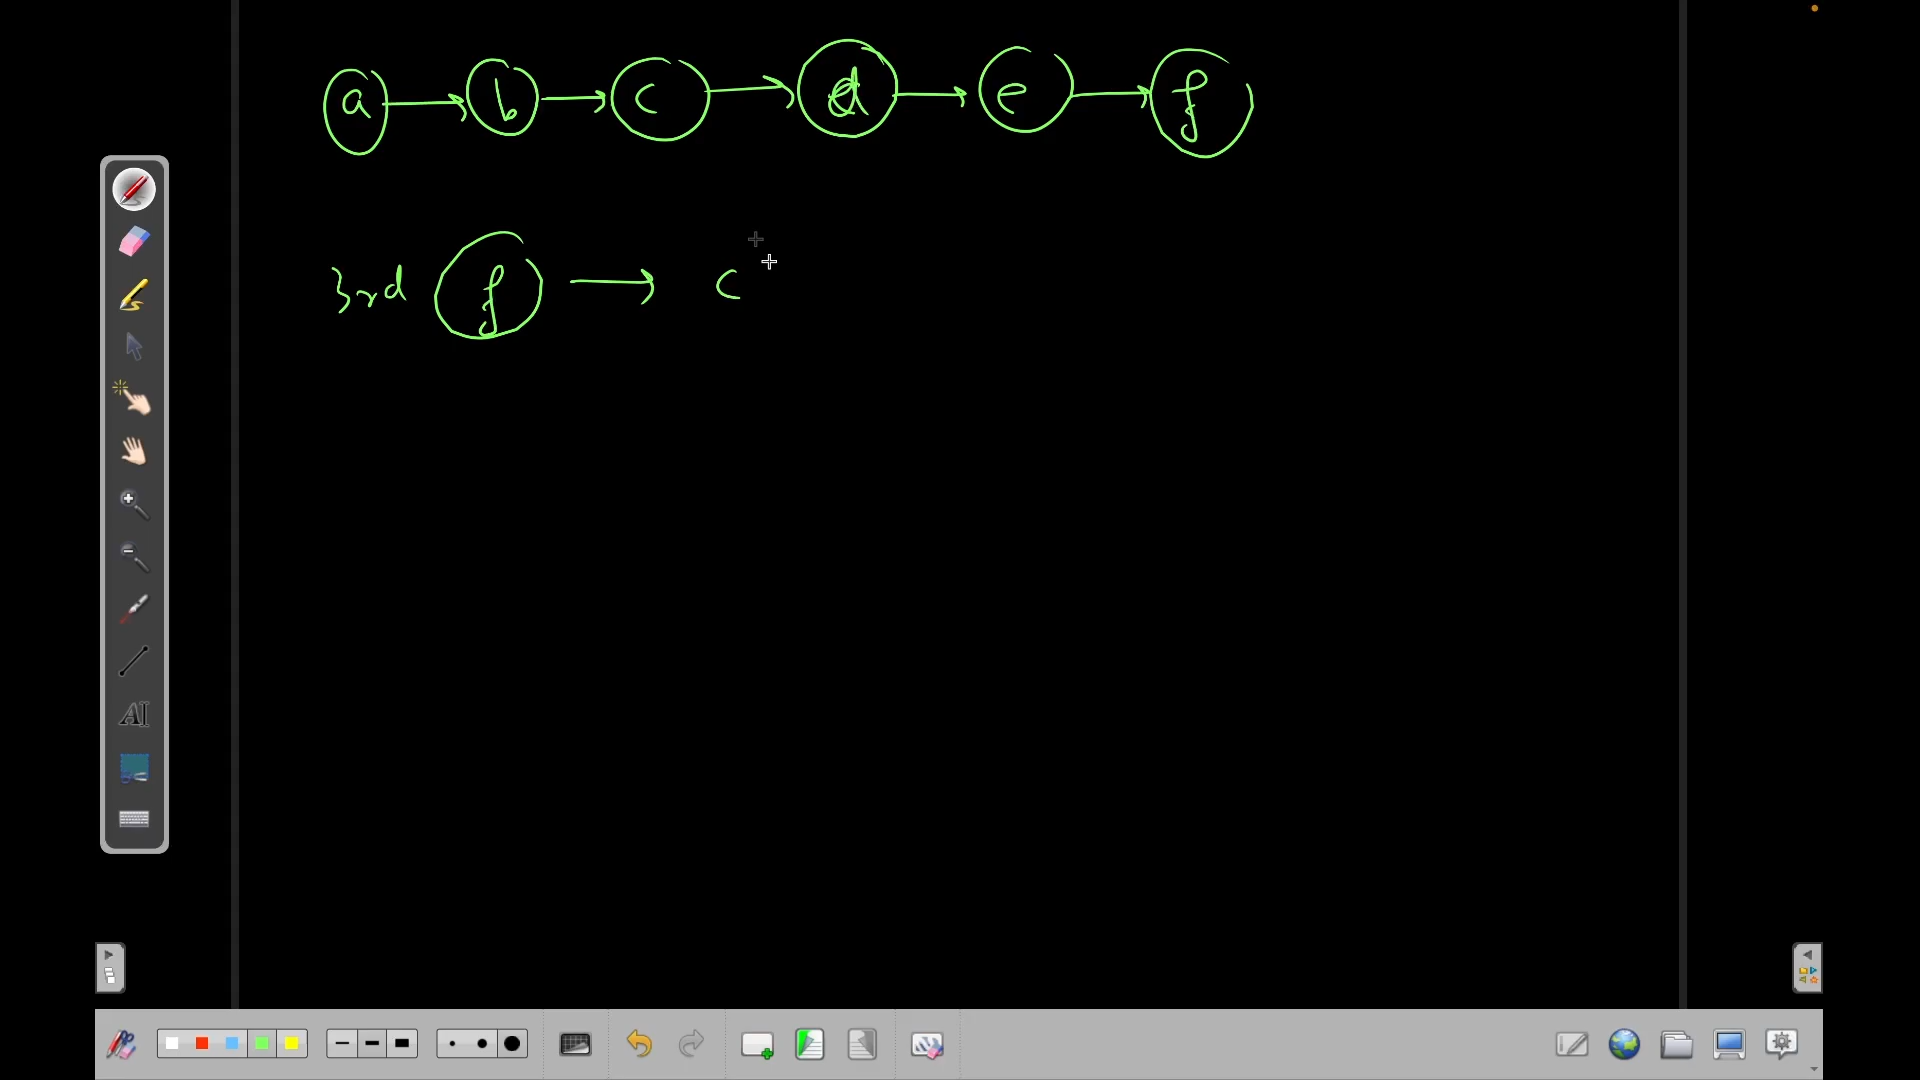 a → b → c → d → e → f
3rd f → c